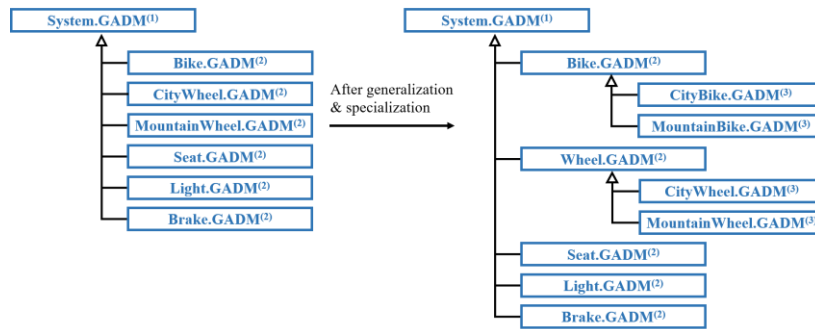 System.GADM(1)
Bike.GADM(2)
CityWheel.GADM(2)
MountainWheel.GADM(2)
Seat.GADM(2)
Light.GADM(2)
Brake.GADM(2)
After generalization
& specialization
System.GADM(1)
Bike.GADM(2)
CityBike.GADM(3)
MountainBike.GADM(3)
Wheel.GADM(2)
CityWheel.GADM(3)
MountainWheel.GADM(3)
Seat.GADM(2)
Light.GADM(2)
Brake.GADM(2)